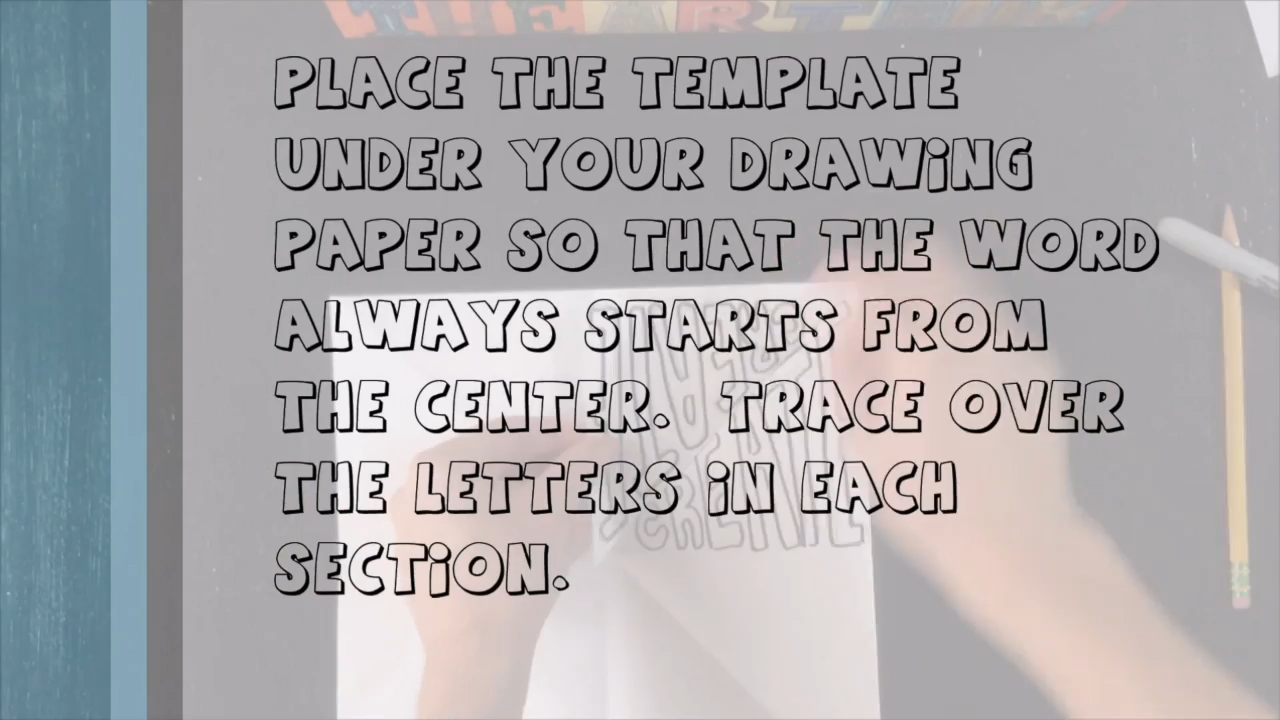 PLACE THE TEMPLATE
UNDER YOUR DRAWING
PAPER SO THAT THE WORD
ALWAYS STARTS FROM
THE CENTER. TRACE OVER
THE LETTERS IN EACH
SECTION.
CREATE